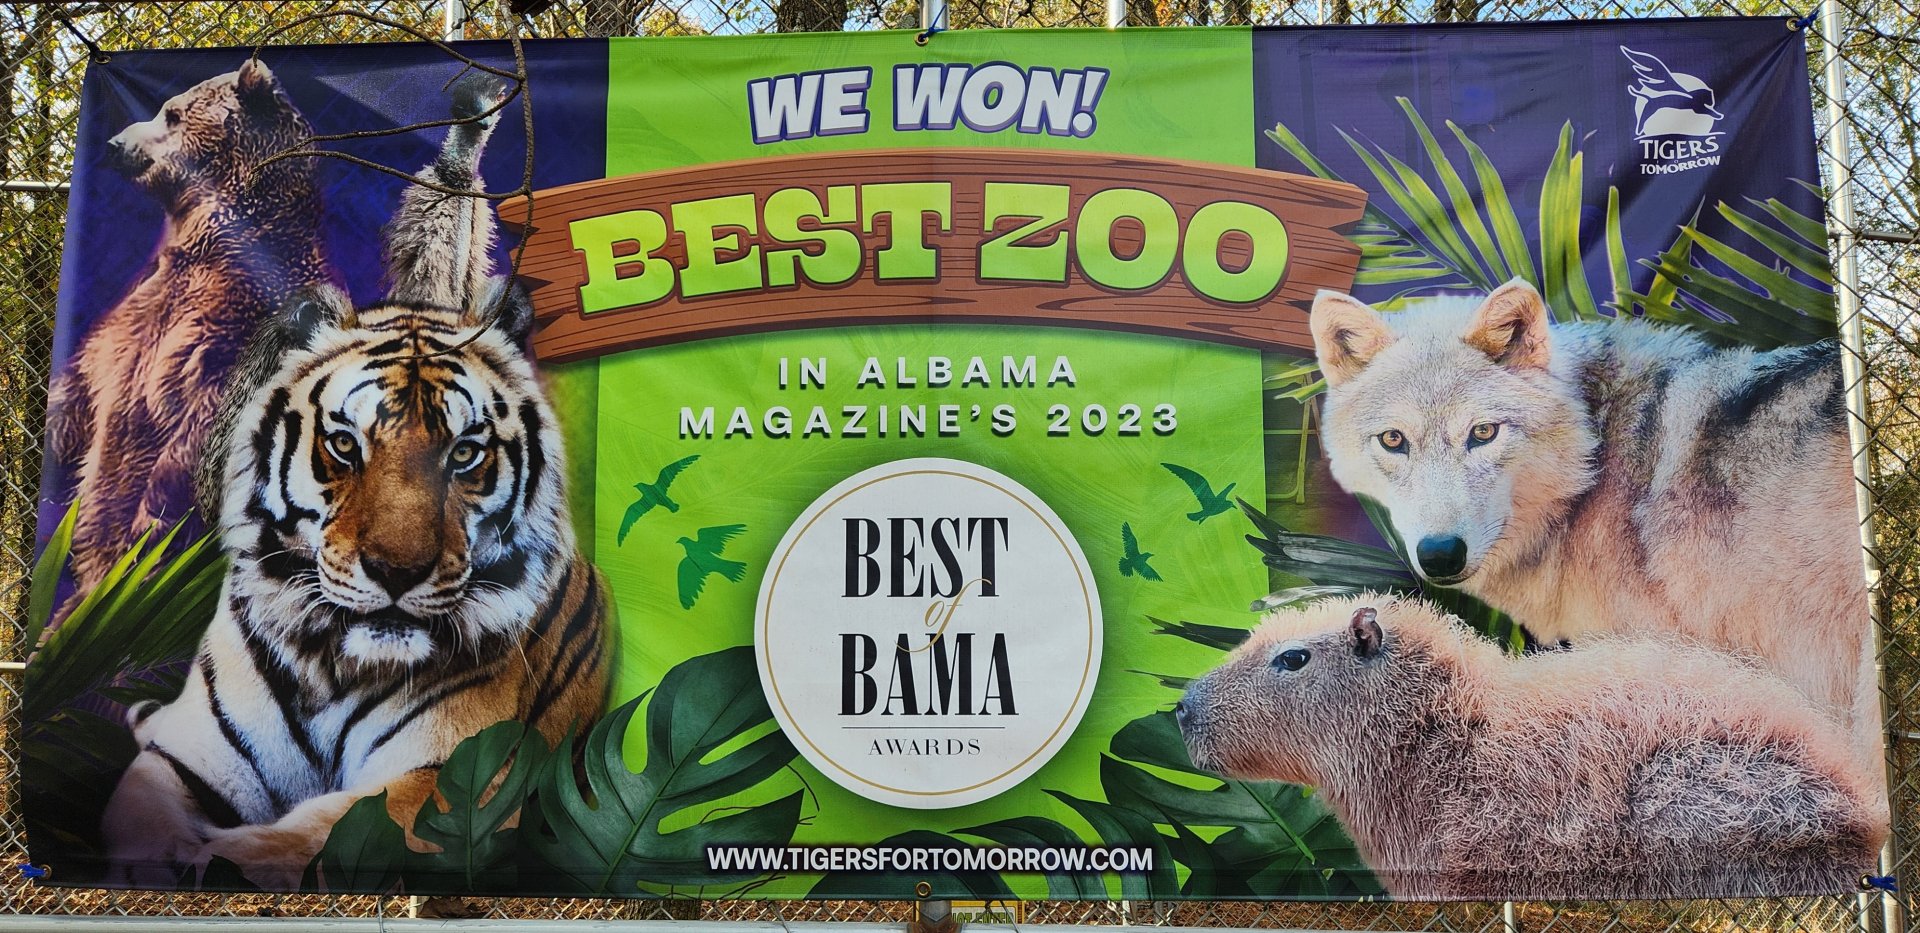 WE WON!
BEST ZOO
IN ALBAMA
MAGAZINE'S 2023
BEST
of
BAMA
AWARDS
WWW.TIGERSFORTOMORROW.COM
TIGERS
TOMORROW